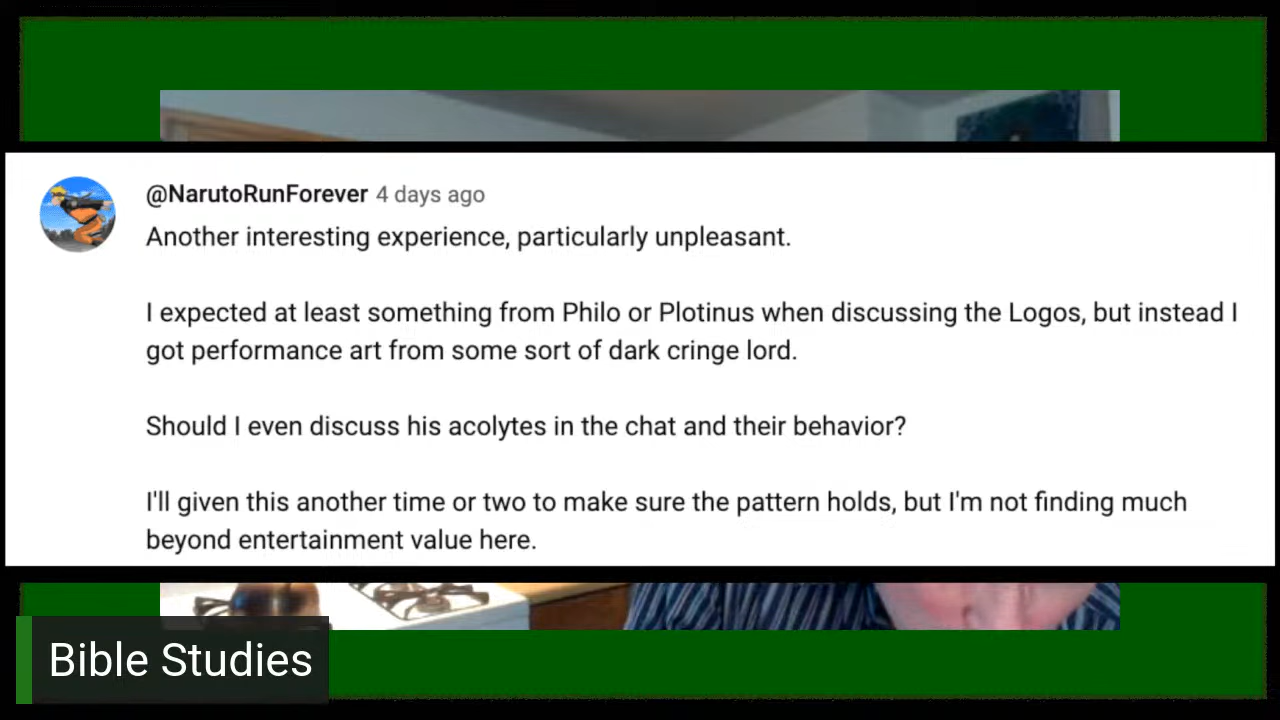 @NarutoRunForever 4 days ago
Another interesting experience, particularly unpleasant.
I expected at least something from Philo or Plotinus when discussing the Logos, but instead I
got performance art from some sort of dark cringe lord.
Should I even discuss his acolytes in the chat and their behavior?
I'll given this another time or two to make sure the pattern holds, but I'm not finding much
beyond entertainment value here.
Bible Studies